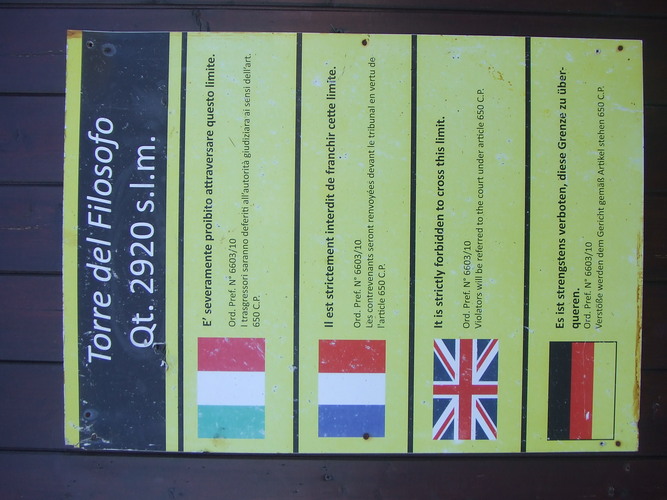 Torre del Filosofo
Qt. 2920 s.l.m.
E' severamente proibito attraversare questo limite.
Ord. Pref. N° 6603/10
I trasgressori saranno deferiti all'autorità giudiziara ai sensi dell'art.
650 C.P.
Il est strictement interdit de franchir cette limite.
Ord. Pref. N° 6603/10
Les contrevenants seront renvoyées devant le tribunal en vertu de
l'article 650 C.P.
It is strictly forbidden to cross this limit.
Ord. Pref. N° 6603/10
Violators will be referred to the court under article 650 C.P.
Es ist strengstens verboten, diese Grenze zu über-
queren.
Ord. Pref. N° 6603/10
Verstöße werden dem Gericht gemäß Artikel stehen 650 C.P.